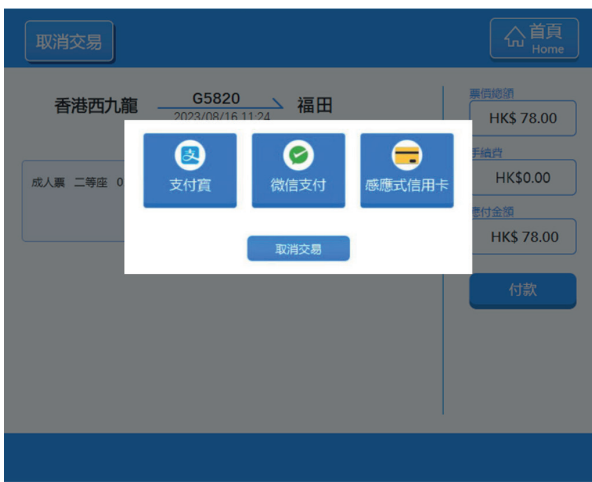 取消交易
首頁
Home
香港西九龍
G5820
2023/08/16 11:24
福田
票價總額
HK$ 78.00
手續費
HK$0.00
應付金額
HK$ 78.00
付款
成人票 二等座 0
支付寶
微信支付
感應式信用卡
取消交易